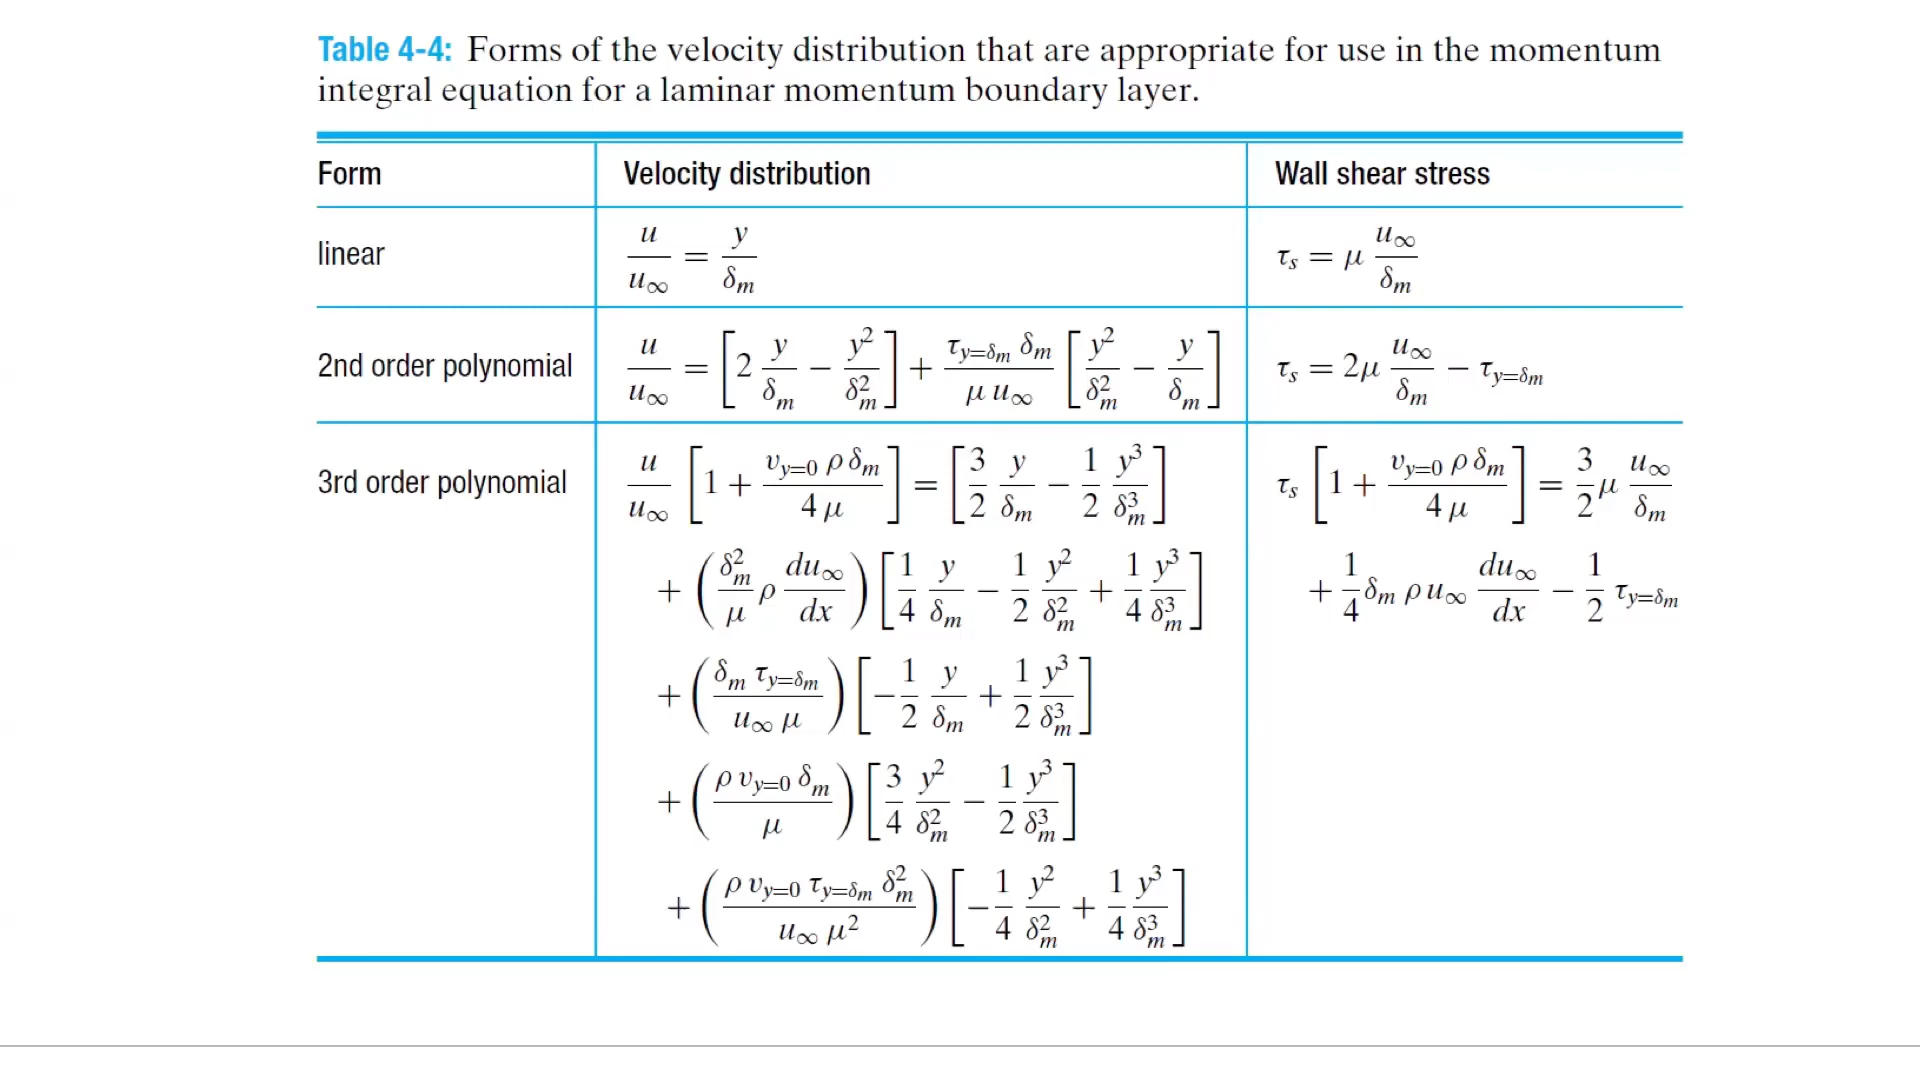 Table 4-4: Forms of the velocity distribution that are appropriate for use in the momentum
integral equation for a laminar momentum boundary layer.
Form Velocity distribution Wall shear stress
linear u/u∞ = y/δm τs = μ u∞/δm
2nd order polynomial u/u∞ = [2 y/δm − y²/δm²] + τy=δm δm/(μ u∞) [y²/δm² − y/δm] τs = 2μ u∞/δm − τy=δm
3rd order polynomial u/u∞ [1 + υy=0 ρ δm/(4 μ)] = [3/2 y/δm − 1/2 y³/δm³] τs [1 + υy=0 ρ δm/(4 μ)] = 3/2 μ u∞/δm
+ (δm²/μ ρ du∞/dx) [1/4 y/δm − 1/2 y²/δm² + 1/4 y³/δm³] + 1/4 δm ρ u∞ du∞/dx − 1/2 τy=δm
+ (δm τy=δm/(u∞ μ)) [−1/2 y/δm + 1/2 y³/δm³]
+ (ρ υy=0 δm/μ) [3/4 y²/δm² − 1/2 y³/δm³]
+ (ρ υy=0 τy=δm δm²/(u∞ μ²)) [−1/4 y²/δm² + 1/4 y³/δm³]